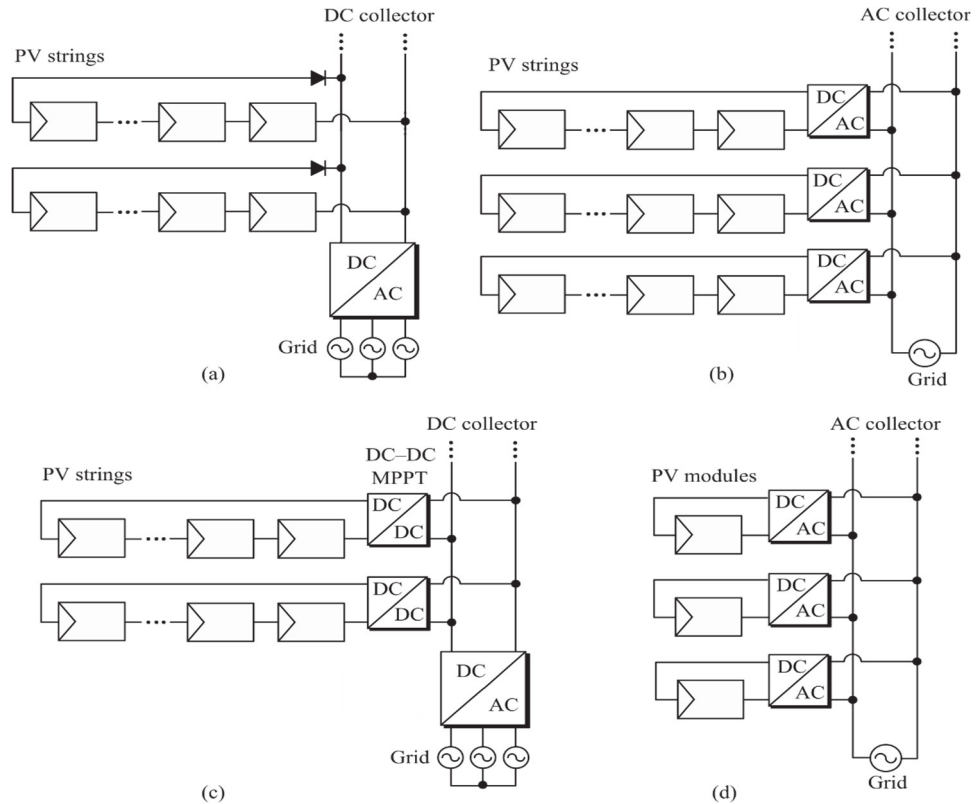 DC collector
PV strings
DC
AC
Grid
(a)
AC collector
PV strings
DC
AC
DC
AC
DC
AC
Grid
(b)
DC collector
DC–DC
MPPT
PV strings
DC
DC
DC
DC
DC
AC
Grid
(c)
AC collector
PV modules
DC
AC
DC
AC
DC
AC
Grid
(d)